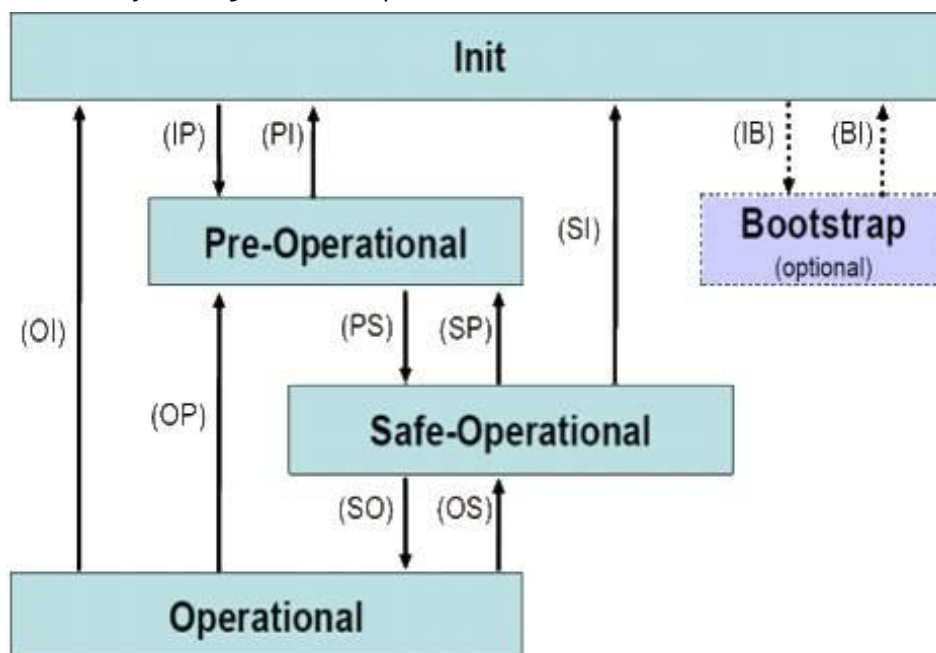 Init
(IP)
(PI)
(IB)
(BI)
Pre-Operational
(SI)
Bootstrap
(optional)
(OI)
(PS)
(SP)
(OP)
Safe-Operational
(SO)
(OS)
Operational